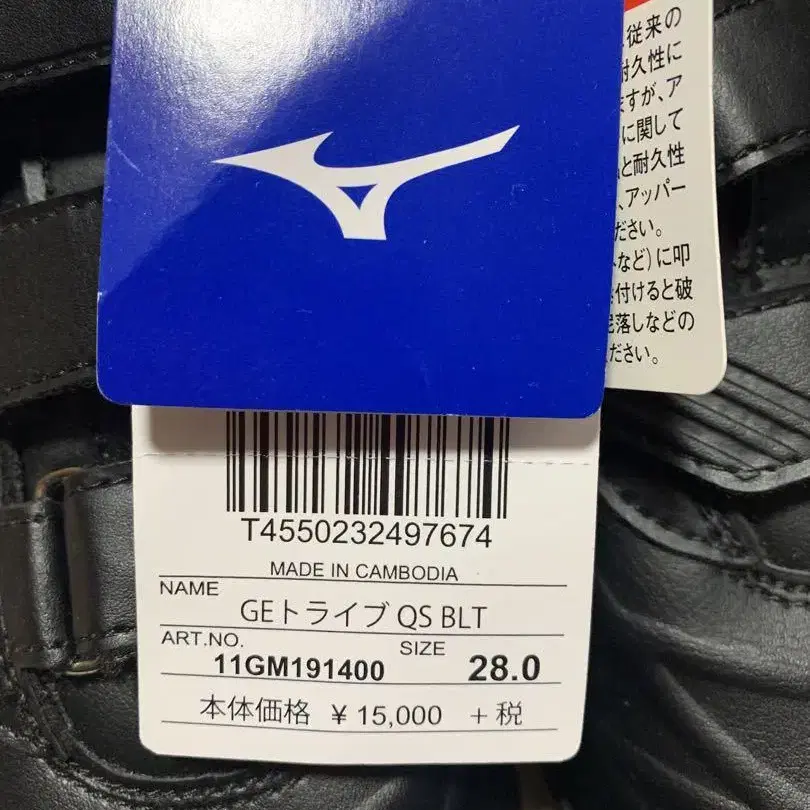 従来の
耐久性に
ますが、ア
に関して
と耐久性
、アッパー
ださい。
など）に叩
付けると破
落しなどの
ださい。
T4550232497674
MADE IN CAMBODIA
NAME
GEトライブ QS BLT
ART.NO.
SIZE
11GM191400
28.0
本体価格 ¥ 15,000 + 税